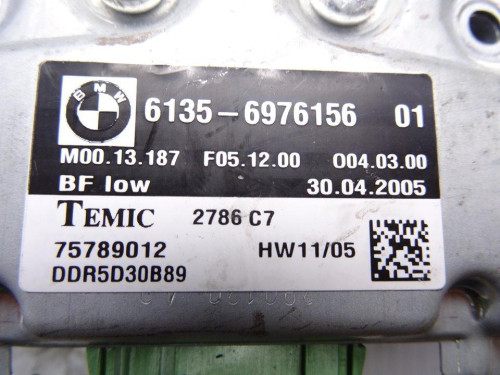 BMW
6135-6976156 01
M00.13.187 F05.12.00 O04.03.00
BF low 30.04.2005
TEMIC 2786 C7
75789012 HW11/05
DDR5D30B89